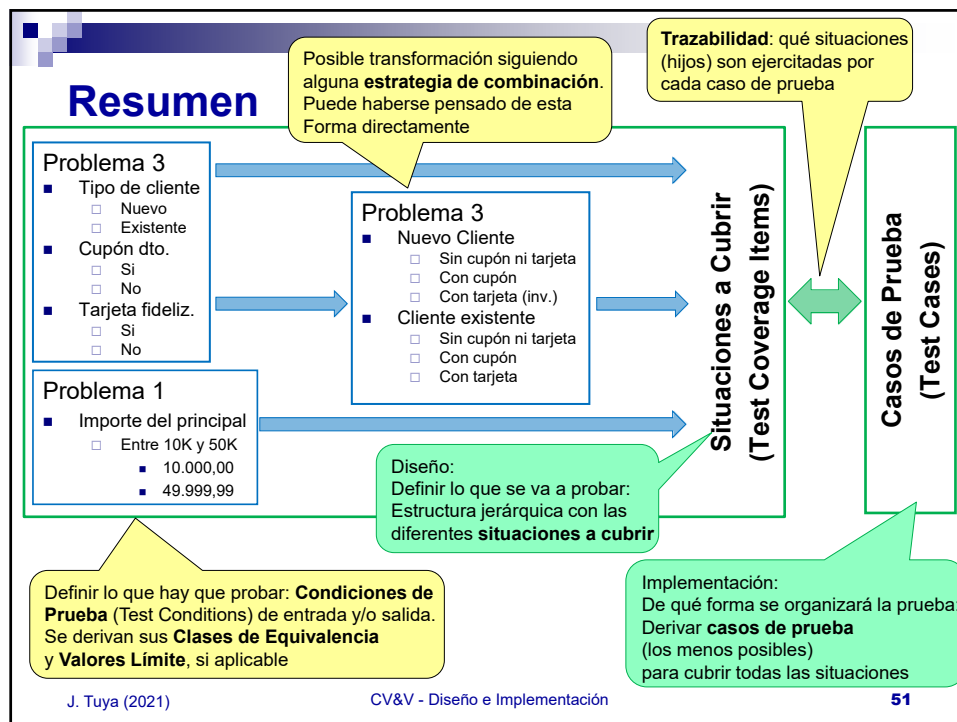 Resumen
Posible transformación siguiendo
alguna estrategia de combinación.
Puede haberse pensado de esta
Forma directamente
Trazabilidad: qué situaciones
(hijos) son ejercitadas por
cada caso de prueba
Problema 3
Tipo de cliente
Nuevo
Existente
Cupón dto.
Si
No
Tarjeta fideliz.
Si
No
Problema 3
Nuevo Cliente
Sin cupón ni tarjeta
Con cupón
Con tarjeta (inv.)
Cliente existente
Sin cupón ni tarjeta
Con cupón
Con tarjeta
Problema 1
Importe del principal
Entre 10K y 50K
10.000,00
49.999,99
Situaciones a Cubrir
(Test Coverage Items)
Casos de Prueba
(Test Cases)
Diseño:
Definir lo que se va a probar:
Estructura jerárquica con las
diferentes situaciones a cubrir
Definir lo que hay que probar: Condiciones de
Prueba (Test Conditions) de entrada y/o salida.
Se derivan sus Clases de Equivalencia
y Valores Límite, si aplicable
Implementación:
De qué forma se organizará la prueba:
Derivar casos de prueba
(los menos posibles)
para cubrir todas las situaciones
J. Tuya (2021)
CV&V - Diseño e Implementación
51